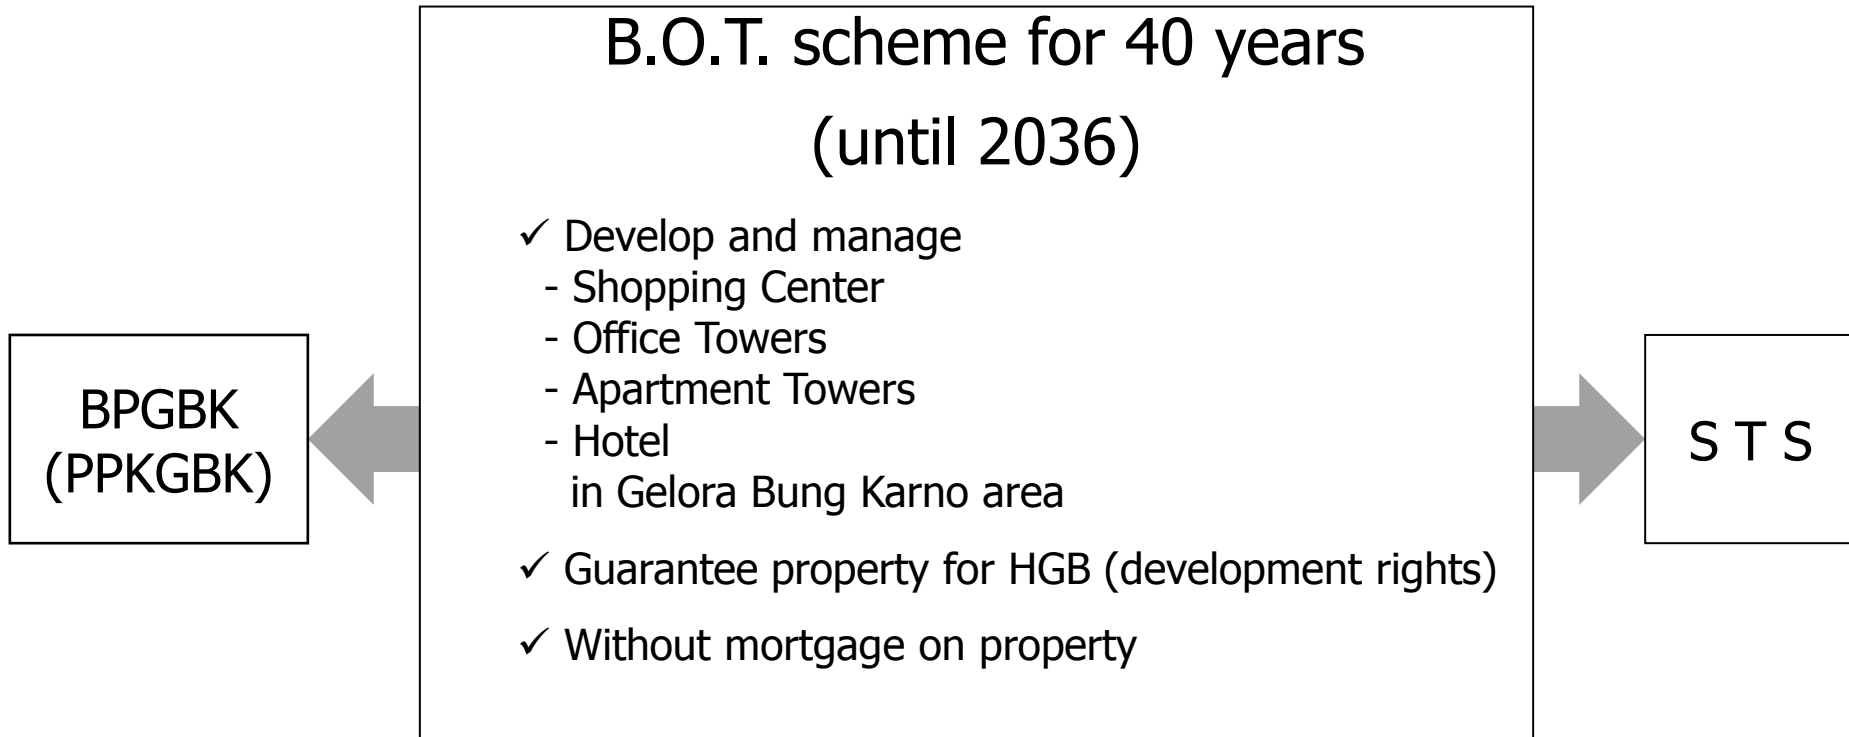 B.O.T. scheme for 40 years
(until 2036)
✓ Develop and manage
- Shopping Center
- Office Towers
- Apartment Towers
- Hotel
in Gelora Bung Karno area
✓ Guarantee property for HGB (development rights)
✓ Without mortgage on property
BPGBK
(PPKGBK)
S T S